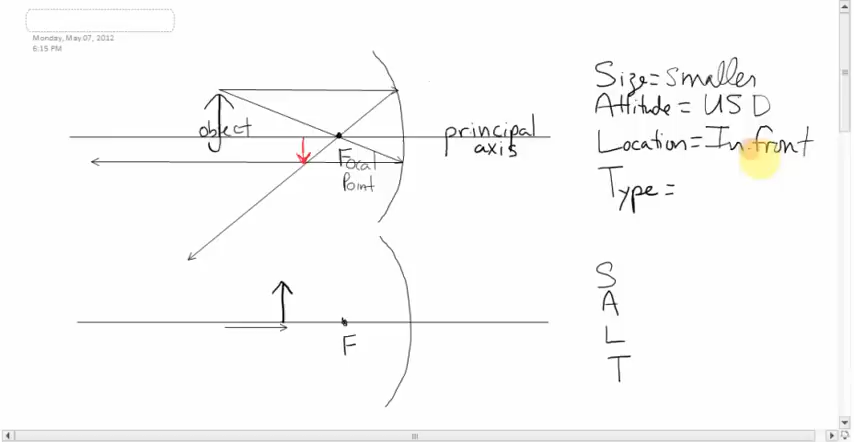 Monday, May 07, 2012
6:15 PM
object
Focal
Point
principal
axis
Size = smaller
Attitude = USD
Location = In front
Type =
F
S
A
L
T